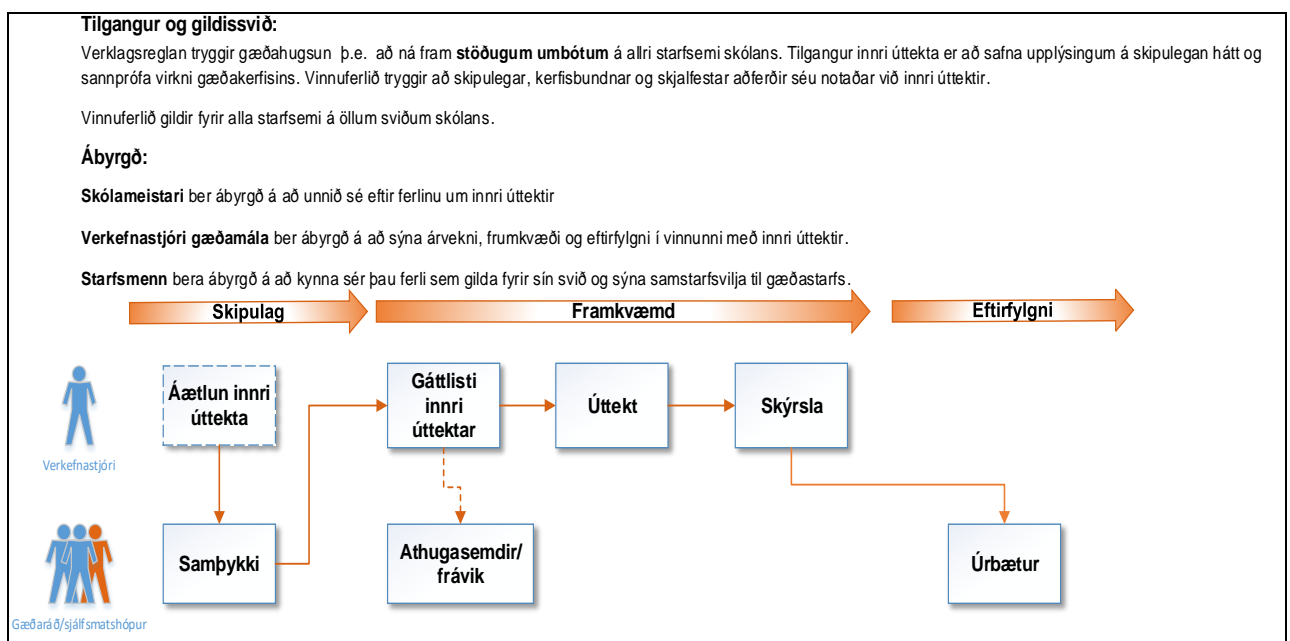 Tilgangur og gildissvið:
Verklagsreglan tryggir gæðahugsun þ.e. að ná fram stöðugum umbótum á allri starfsemi skólans. Tilgangur innri úttekta er að safna upplýsingum á skipulegan hátt og
sannprófa virkni gæðakerfisins. Vinnuferlið tryggir að skipulegar, kerfisbundnar og skjalfestar aðferðir séu notaðar við innri úttektir.
Vinnuferlið gildir fyrir alla starfsemi á öllum sviðum skólans.
Ábyrgð:
Skólameistari ber ábyrgð á að unnið sé eftir ferlinu um innri úttektir
Verkefnastjóri gæðamála ber ábyrgð á að sýna árvekni, frumkvæði og eftirfylgni í vinnunni með innri úttektir.
Starfsmenn bera ábyrgð á að kynna sér þau ferli sem gilda fyrir sín svið og sýna samstarfsvilja til gæðastarfs.
Skipulag
Framkvæmd
Eftirfylgni
Verkefnastjóri
Áætlun innri
úttekta
Gáttlisti
innri
úttektar
Úttekt
Skýrsla
Gæðaráð/sjálfsmatshópur
Samþykki
Athugasemdir/
frávik
Úrbætur